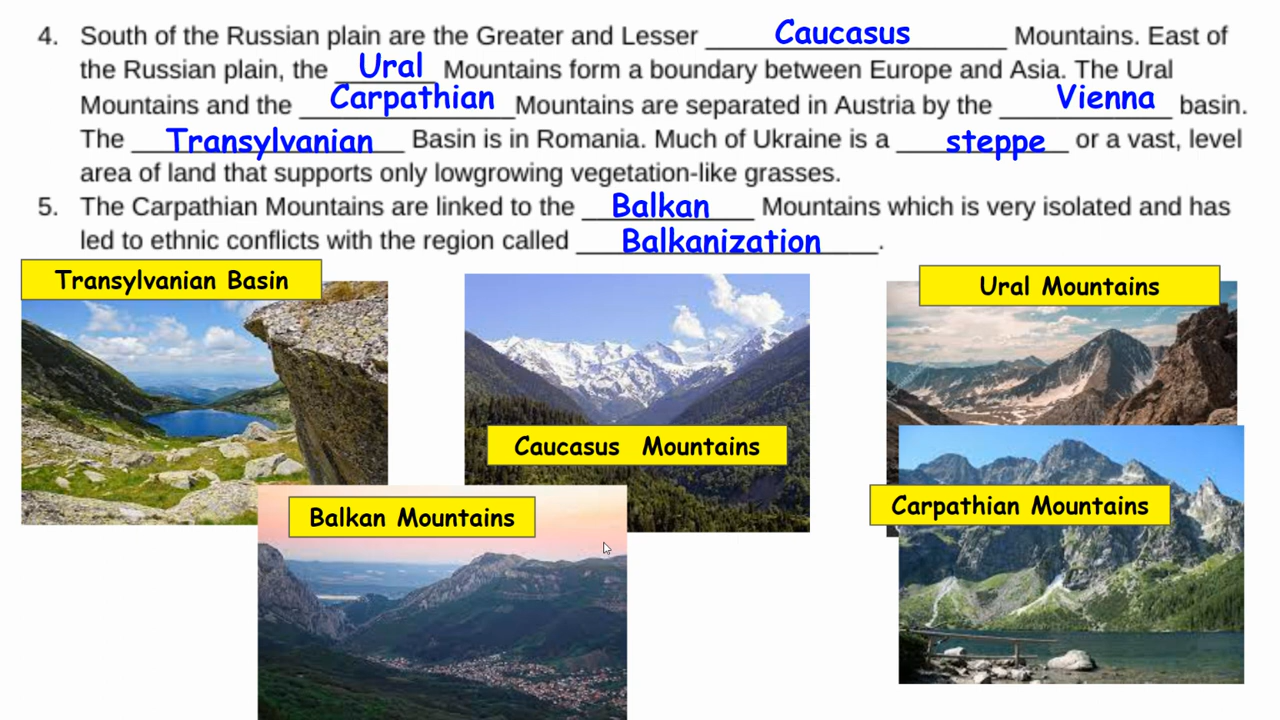 4. South of the Russian plain are the Greater and Lesser Caucasus Mountains. East of
the Russian plain, the Ural Mountains form a boundary between Europe and Asia. The Ural
Mountains and the Carpathian Mountains are separated in Austria by the Vienna basin.
The Transylvanian Basin is in Romania. Much of Ukraine is a steppe or a vast, level
area of land that supports only lowgrowing vegetation-like grasses.
5. The Carpathian Mountains are linked to the Balkan Mountains which is very isolated and has
led to ethnic conflicts with the region called Balkanization.
Transylvanian Basin
Ural Mountains
Caucasus Mountains
Carpathian Mountains
Balkan Mountains